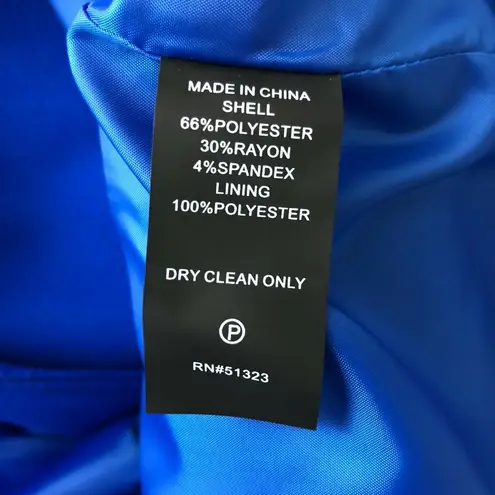 MADE IN CHINA
SHELL
66%POLYESTER
30%RAYON
4%SPANDEX
LINING
100%POLYESTER
DRY CLEAN ONLY
P
RN#51323